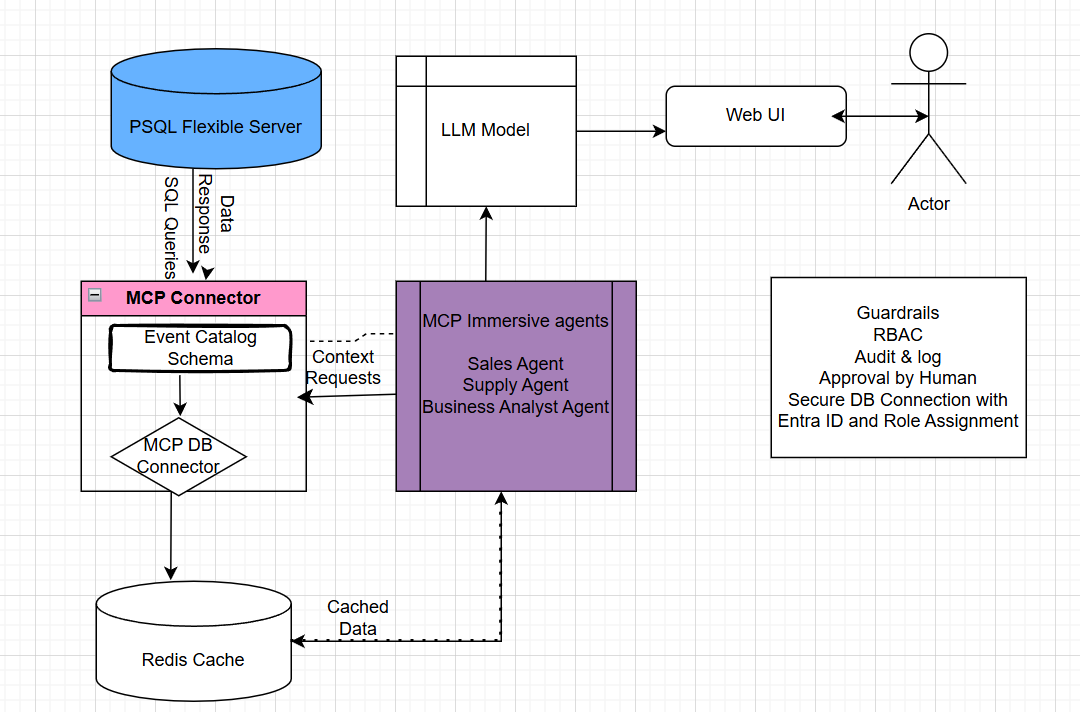 PSQL Flexible Server
LLM Model
Web UI
Actor
SQL Queries
Data
Response
MCP Connector
Event Catalog
Schema
MCP DB
Connector
Context
Requests
MCP Immersive agents
Sales Agent
Supply Agent
Business Analyst Agent
Guardrails
RBAC
Audit & log
Approval by Human
Secure DB Connection with
Entra ID and Role Assignment
Cached
Data
Redis Cache